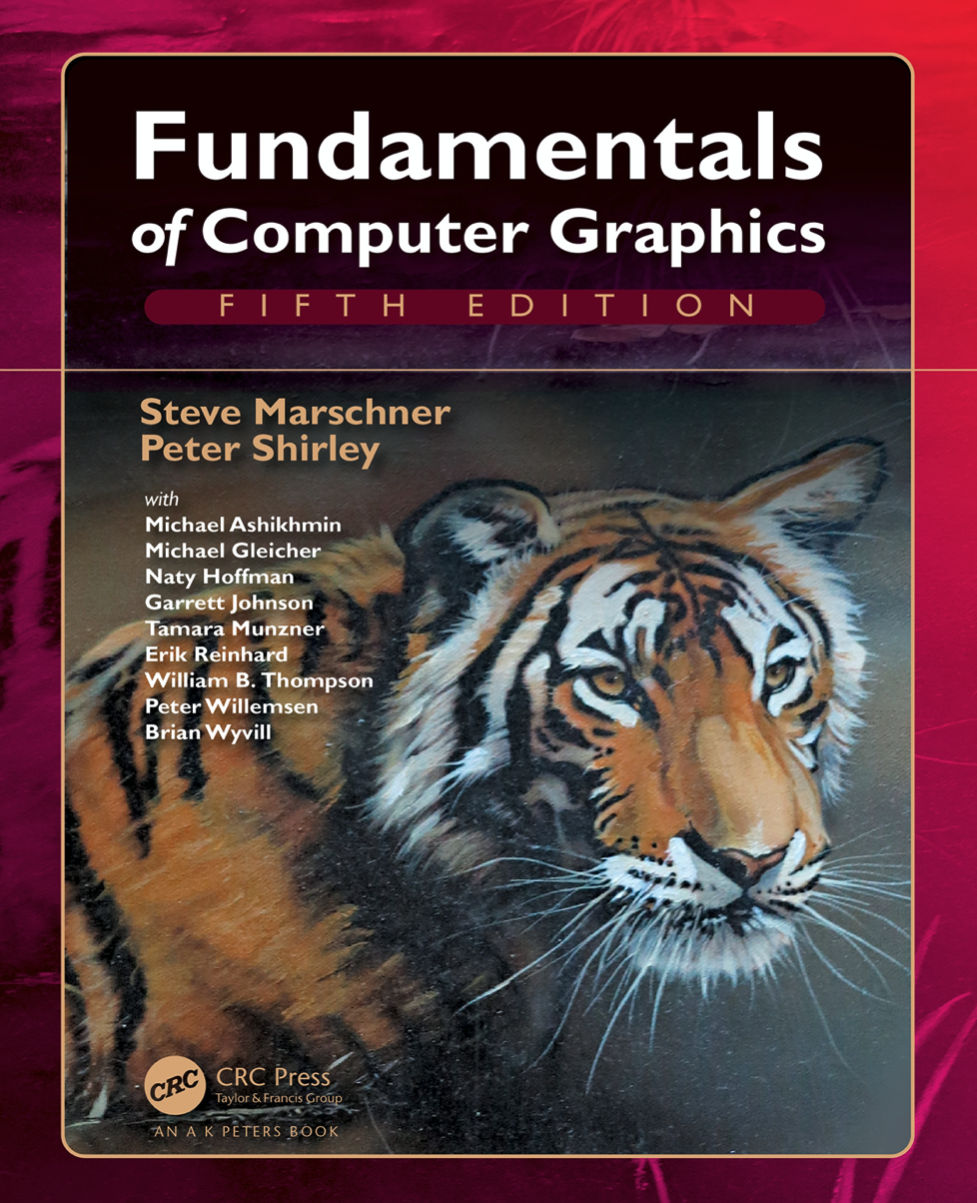 Fundamentals
of Computer Graphics
FIFTH EDITION
Steve Marschner
Peter Shirley
with
Michael Ashikhmin
Michael Gleicher
Naty Hoffman
Garrett Johnson
Tamara Munzner
Erik Reinhard
William B. Thompson
Peter Willemsen
Brian Wyvill
CRC
CRC Press
Taylor & Francis Group
AN A K PETERS BOOK